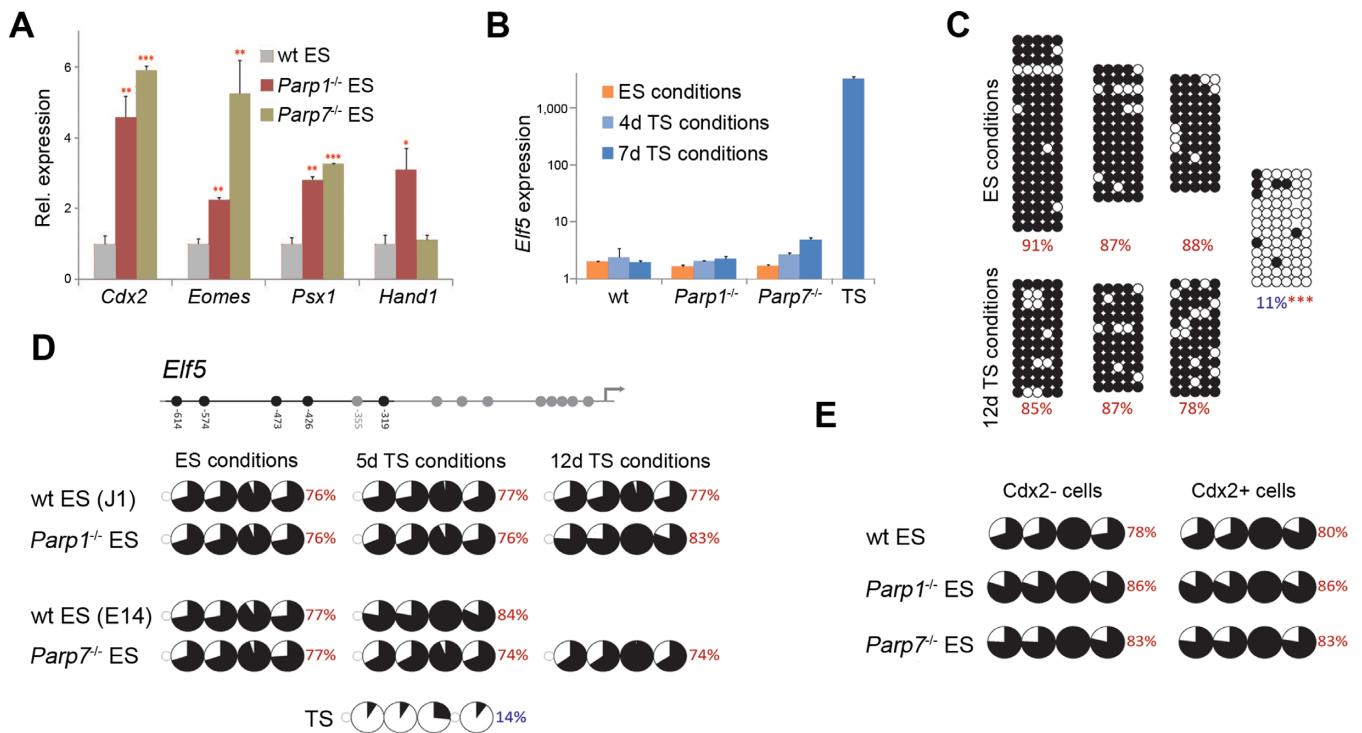 A
Rel. expression
6
4
2
0
***
**
**
**
**
***
*
wt ES
Parp1-/- ES
Parp7-/- ES
Cdx2
Eomes
Psx1
Hand1
B
Elf5 expression
1,000
100
10
1
ES conditions
4d TS conditions
7d TS conditions
wt
Parp1-/-
Parp7-/-
TS
C
ES conditions
91%
87%
88%
11%***
12d TS conditions
85%
87%
78%
D
Elf5
-614
-574
-473
-426
-355
-319
ES conditions
5d TS conditions
12d TS conditions
wt ES (J1)
76%
77%
77%
Parp1-/- ES
76%
76%
83%
wt ES (E14)
77%
84%
Parp7-/- ES
77%
74%
74%
TS
14%
E
Cdx2- cells
Cdx2+ cells
wt ES
78%
80%
Parp1-/- ES
86%
86%
Parp7-/- ES
83%
83%